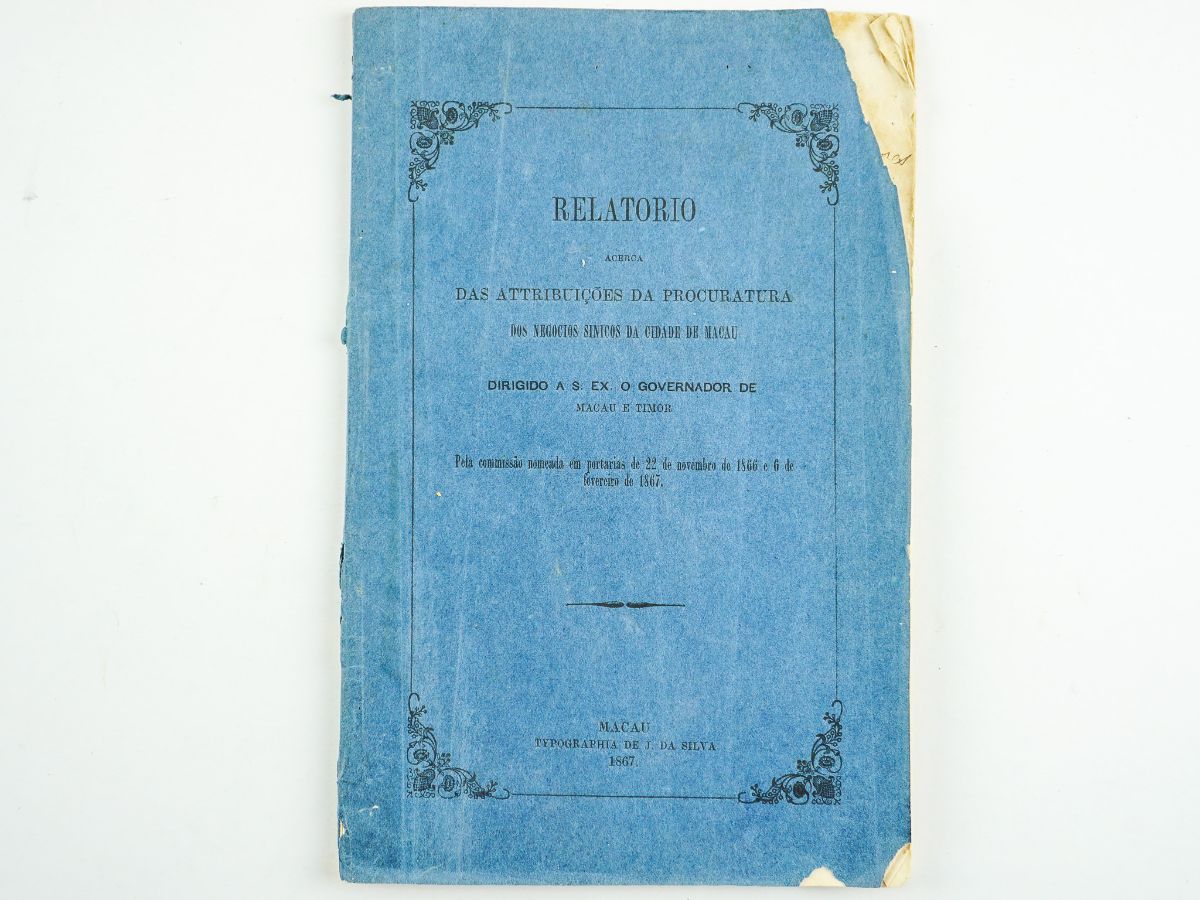 RELATORIO
ACERCA
DAS ATTRIBUIÇÕES DA PROCURATURA
DOS NEGOCIOS SINICOS DA CIDADE DE MACAU
DIRIGIDO A S. EX. O GOVERNADOR DE
MACAU E TIMOR
Pela commissão nomeada em portarias de 22 de novembro de 1866 e 6 de
fevereiro de 1867.
MACAU
TYPOGRAPHIA DE J. DA SILVA
1867